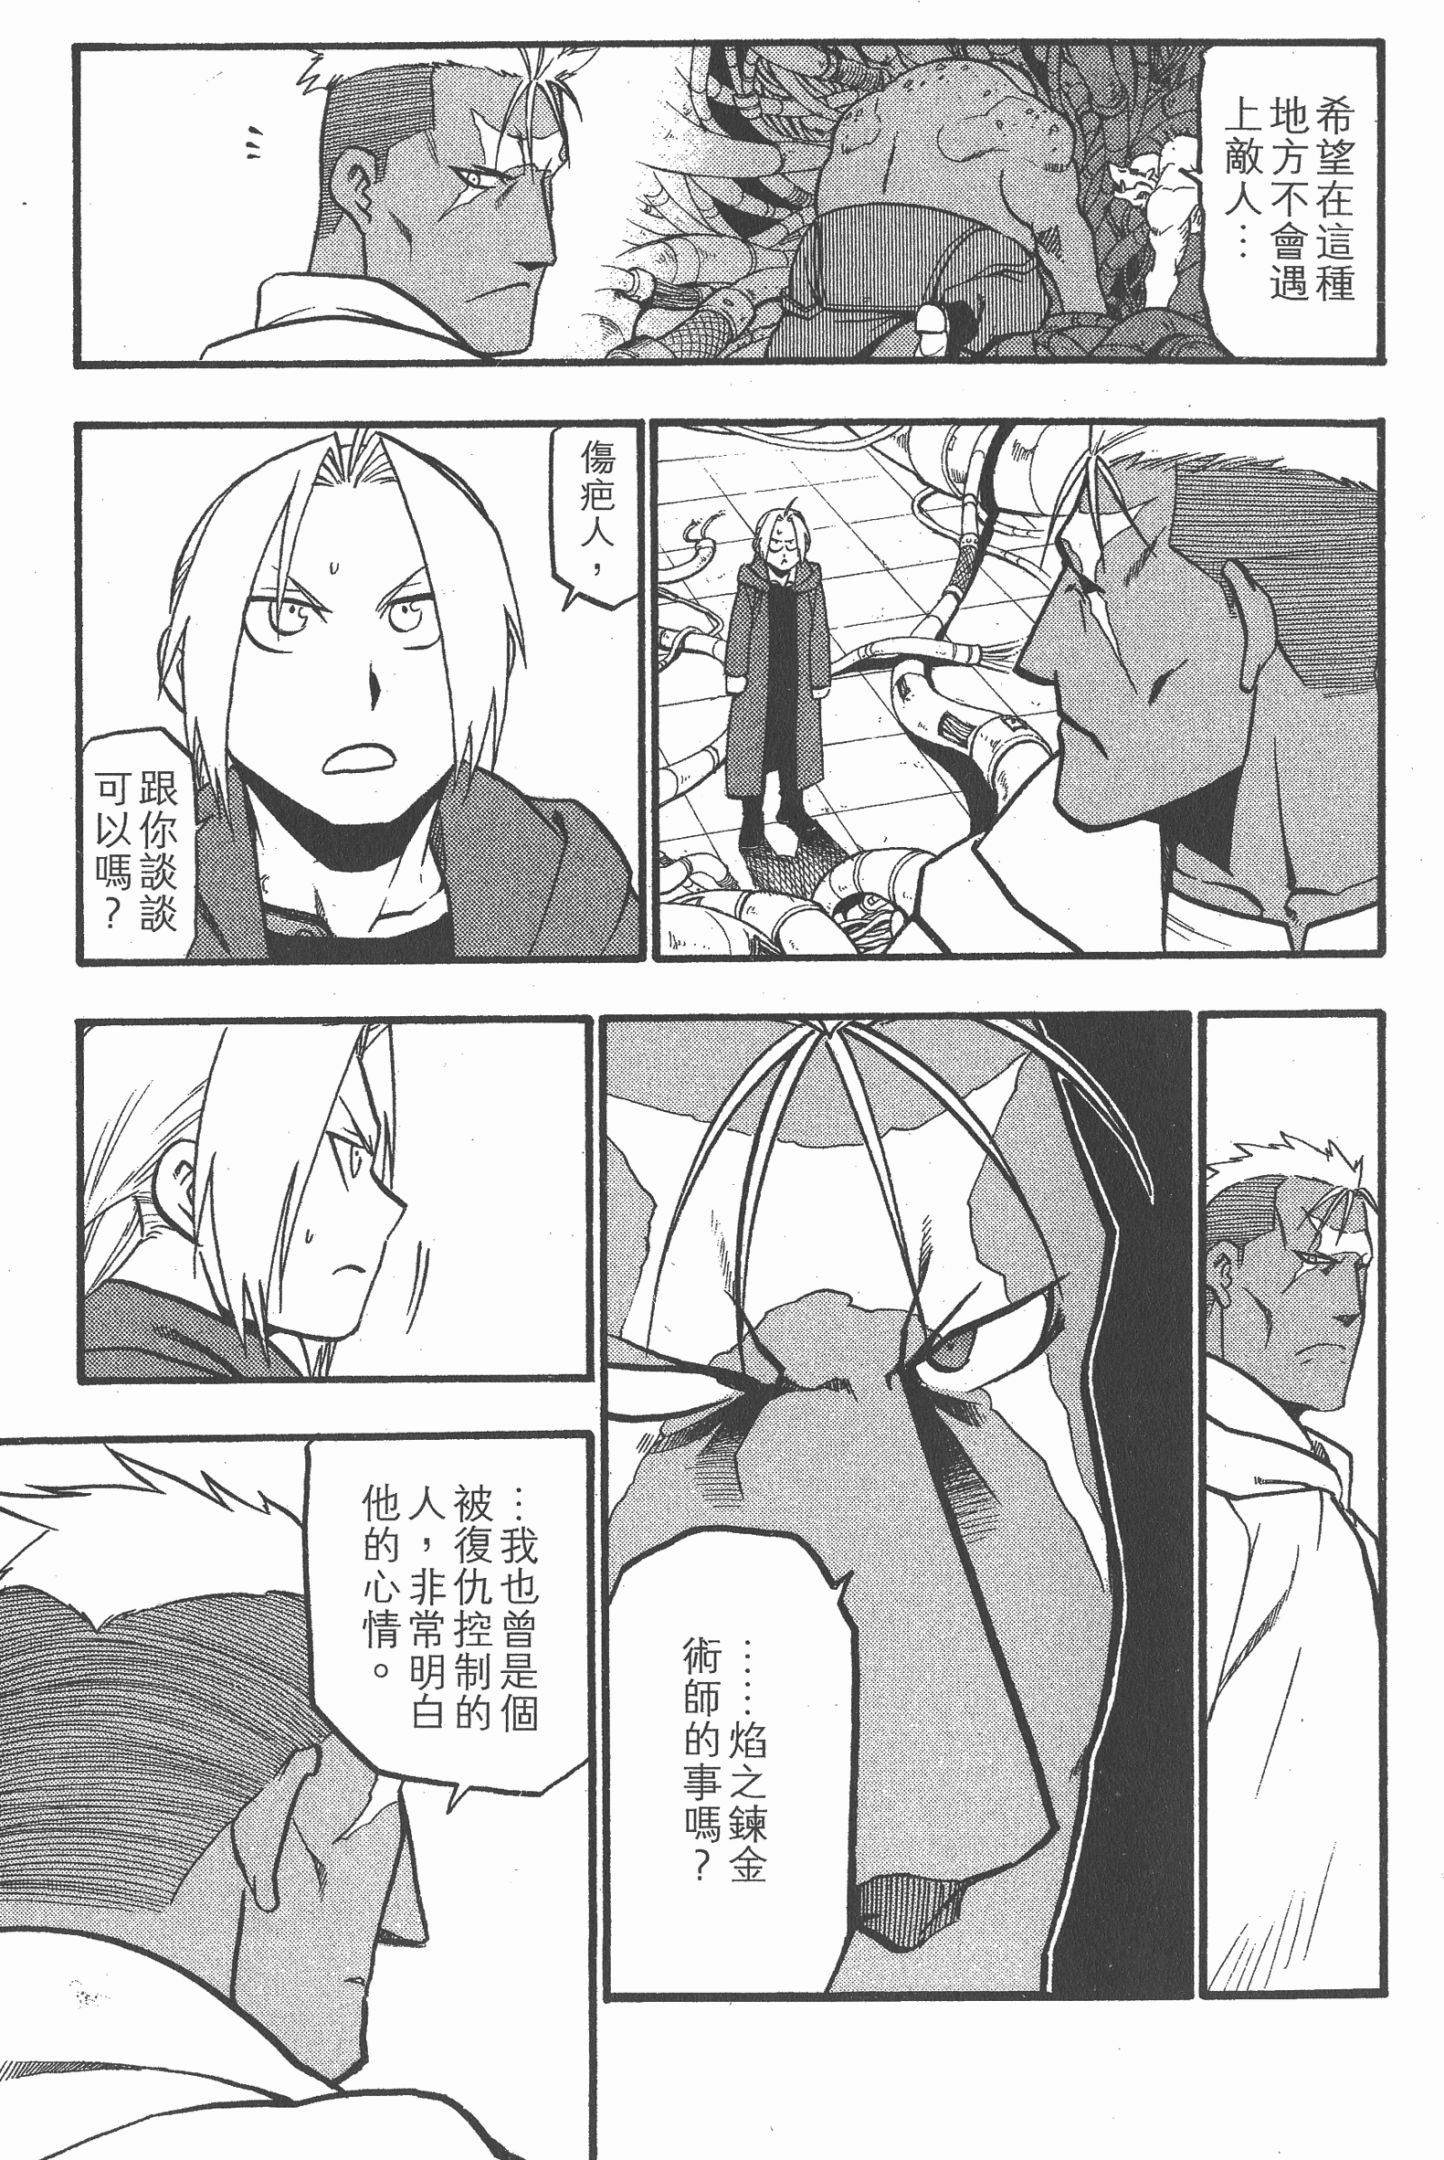 希望在這種
地方不會遇
上敵人…
傷疤人，
跟你談談
可以嗎？
……焰之鍊金
術師的事嗎？
…我也曾是個
被復仇控制的
人，非常明白
他的心情。